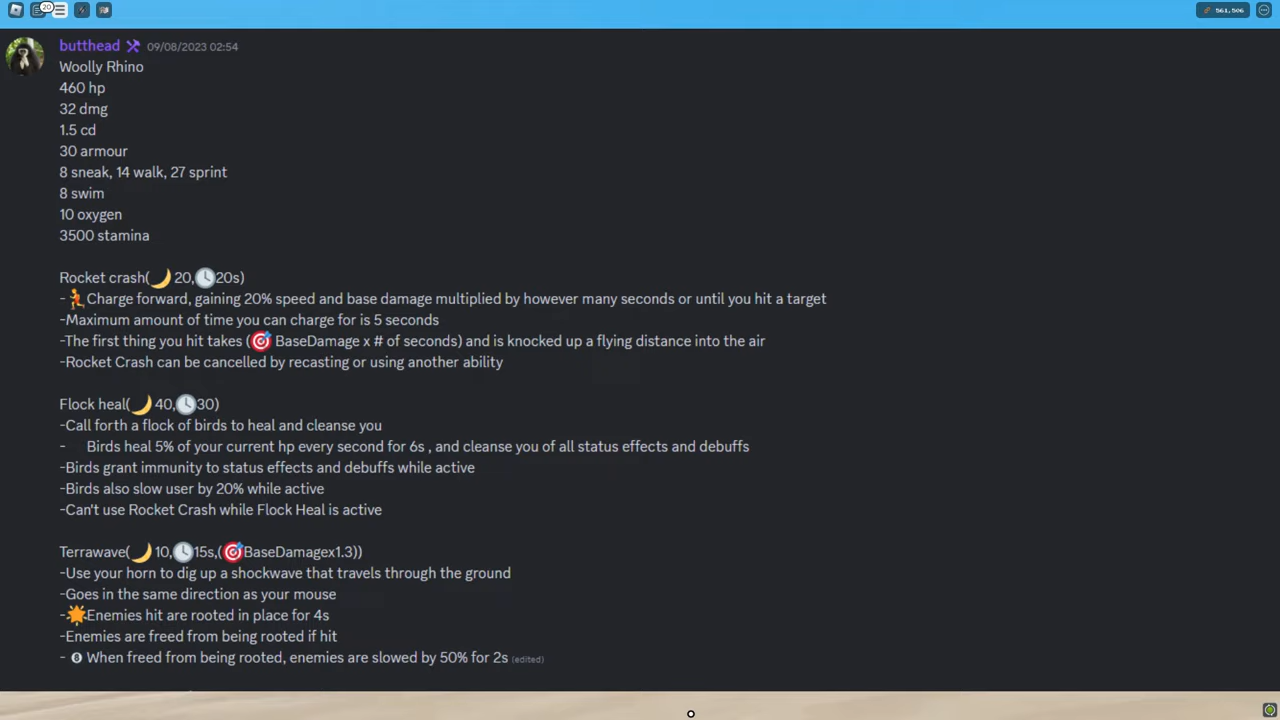 20
561,506
butthead 09/08/2023 02:54
Woolly Rhino
460 hp
32 dmg
1.5 cd
30 armour
8 sneak, 14 walk, 27 sprint
8 swim
10 oxygen
3500 stamina
Rocket crash(🌙20,🕓20s)
-🏃Charge forward, gaining 20% speed and base damage multiplied by however many seconds or until you hit a target
-Maximum amount of time you can charge for is 5 seconds
-The first thing you hit takes (🎯 BaseDamage x # of seconds) and is knocked up a flying distance into the air
-Rocket Crash can be cancelled by recasting or using another ability
Flock heal(🌙40,🕓30)
-Call forth a flock of birds to heal and cleanse you
- Birds heal 5% of your current hp every second for 6s , and cleanse you of all status effects and debuffs
-Birds grant immunity to status effects and debuffs while active
-Birds also slow user by 20% while active
-Can't use Rocket Crash while Flock Heal is active
Terrawave(🌙10,🕓15s,(🎯BaseDamagex1.3))
-Use your horn to dig up a shockwave that travels through the ground
-Goes in the same direction as your mouse
-🌟Enemies hit are rooted in place for 4s
-Enemies are freed from being rooted if hit
- When freed from being rooted, enemies are slowed by 50% for 2s (edited)